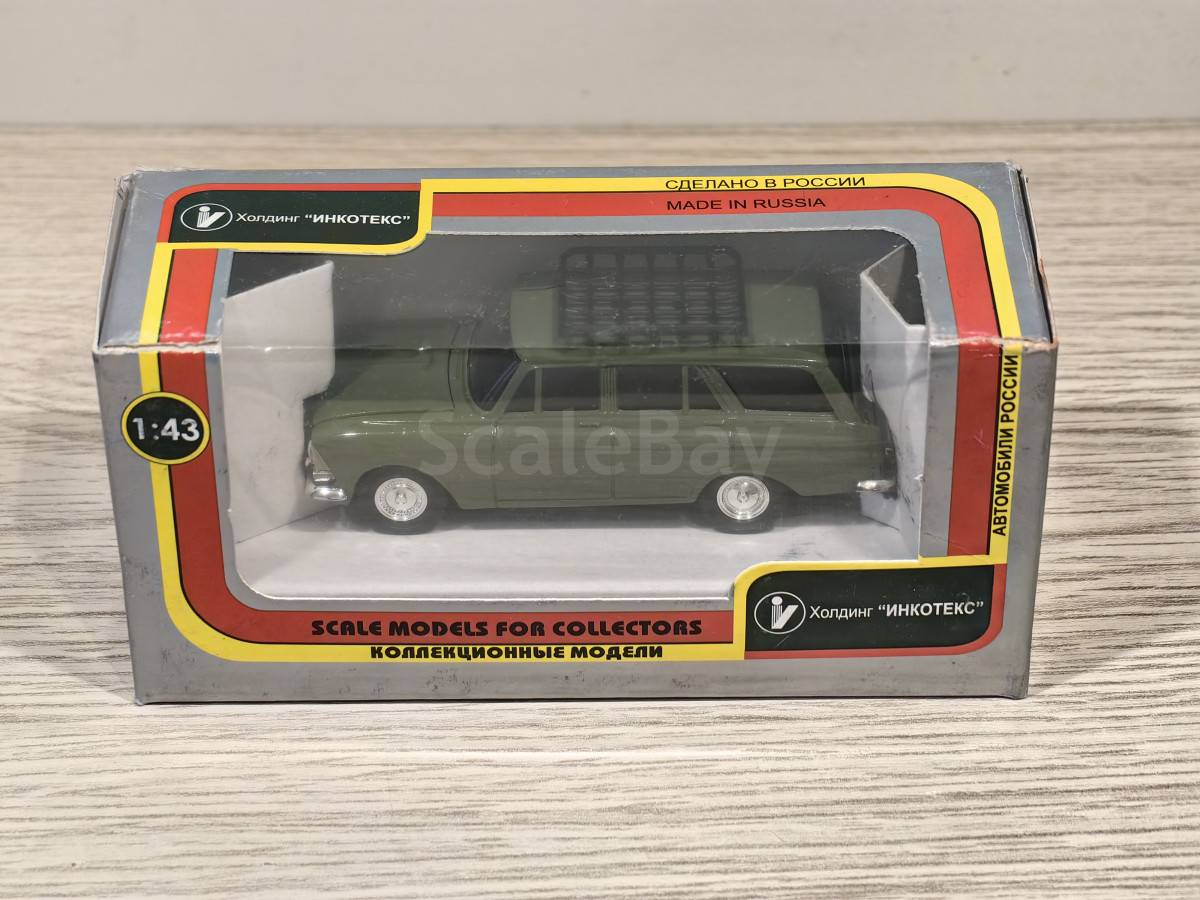 СДЕЛАНО В РОССИИ
Холдинг "ИНКОТЕКС"
MADE IN RUSSIA
1:43
ScaleBay
АВТОМОБИЛИ РОССИИ
Холдинг "ИНКОТЕКС"
SCALE MODELS FOR COLLECTORS
КОЛЛЕКЦИОННЫЕ МОДЕЛИ